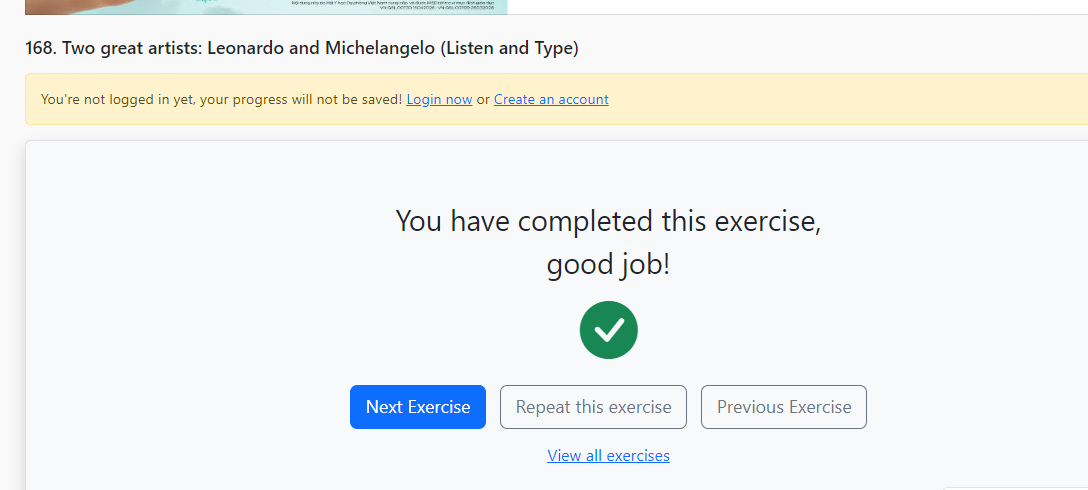 168. Two great artists: Leonardo and Michelangelo (Listen and Type)
You're not logged in yet, your progress will not be saved! Login now or Create an account
You have completed this exercise,
good job!
Next Exercise
Repeat this exercise
Previous Exercise
View all exercises